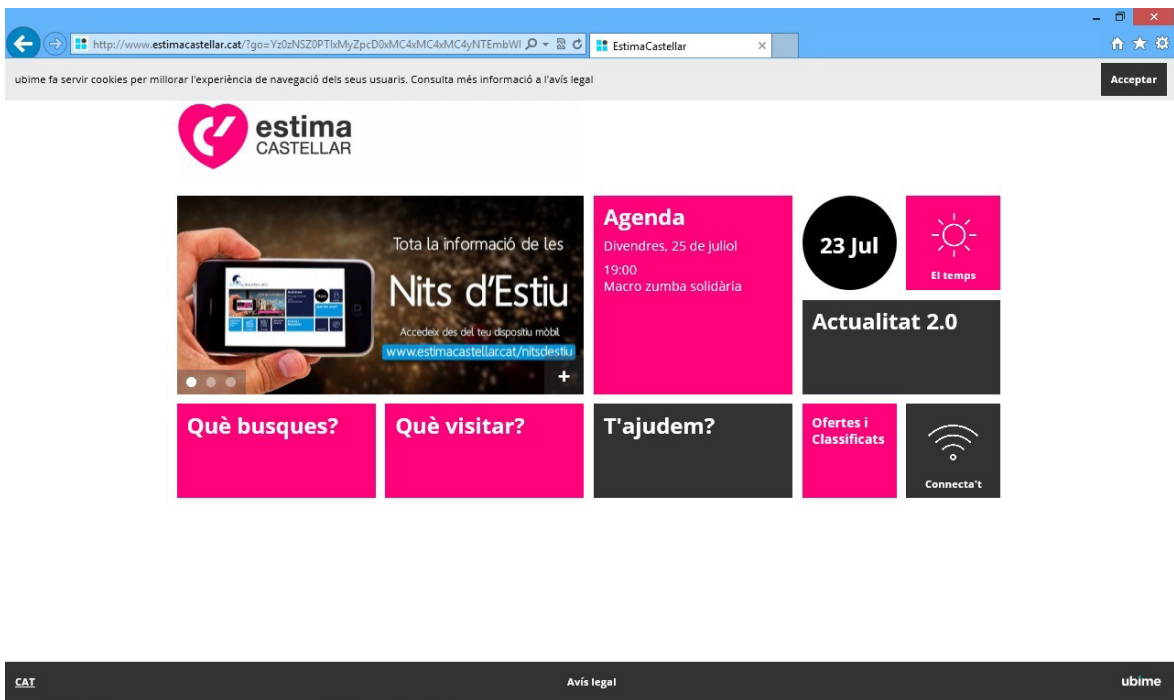 http://www.estimacastellar.cat/?go=Yz0zNSZ0PTIxMyZpcD0xMC4xMC4xMC4yNTEmbWl
EstimaCastellar
ubime fa servir cookies per millorar l'experiència de navegació dels seus usuaris. Consulta més informació a l'avís legal
Acceptar
estima
CASTELLAR
Tota la informació de les
Nits d'Estiu
Accedeix des del teu dispositiu mòbil
www.estimacastellar.cat/nitsdestiu
+
Agenda
Divendres, 25 de juliol
19:00
Macro zumba solidària
23 Jul
El temps
Actualitat 2.0
Què busques?
Què visitar?
T'ajudem?
Ofertes i
Classificats
Connecta't
CAT
Avís legal
ubime